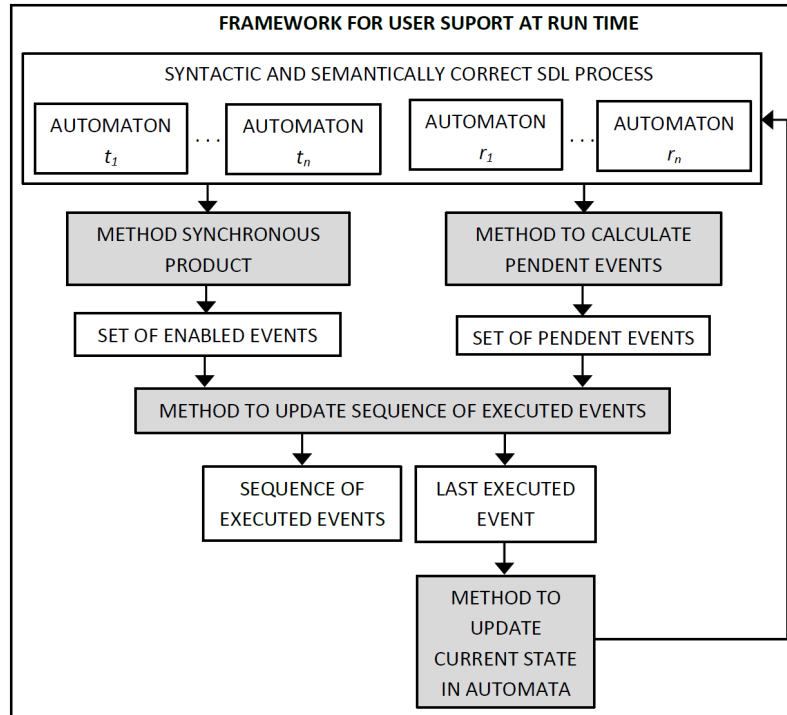 FRAMEWORK FOR USER SUPORT AT RUN TIME
SYNTACTIC AND SEMANTICALLY CORRECT SDL PROCESS
AUTOMATON
t1
...
AUTOMATON
tn
AUTOMATON
r1
...
AUTOMATON
rn
METHOD SYNCHRONOUS
PRODUCT
METHOD TO CALCULATE
PENDENT EVENTS
SET OF ENABLED EVENTS
SET OF PENDENT EVENTS
METHOD TO UPDATE SEQUENCE OF EXECUTED EVENTS
SEQUENCE OF
EXECUTED EVENTS
LAST EXECUTED
EVENT
METHOD TO
UPDATE
CURRENT STATE
IN AUTOMATA